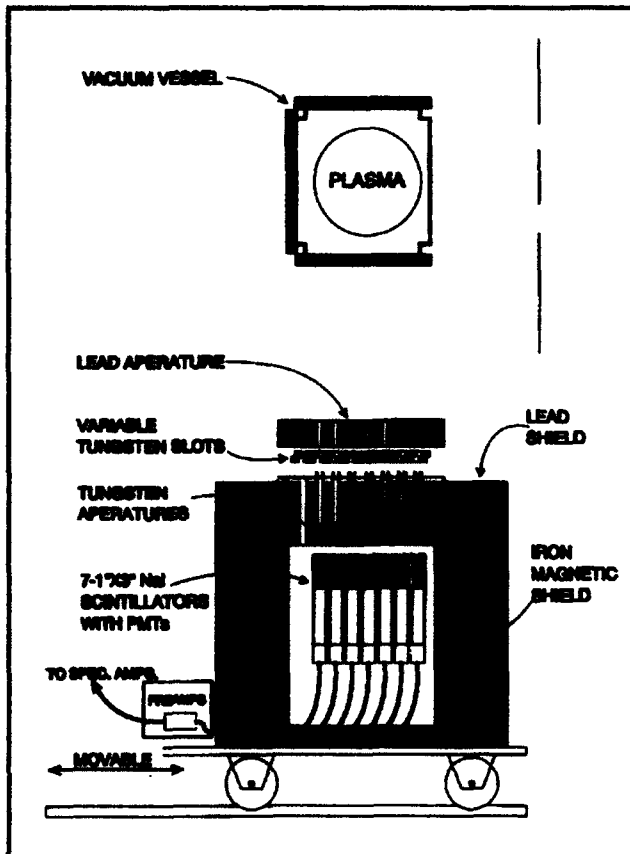 VACUUM VESSEL
PLASMA
LEAD APERATURE
VARIABLE
TUNGSTEN SLOTS
LEAD
SHIELD
TUNGSTEN
APERATURES
7-1"X3" NaI
SCINTILLATORS
WITH PMTs
IRON
MAGNETIC
SHIELD
TO SPEC. AMPS.
PREAMPS
MOVABLE